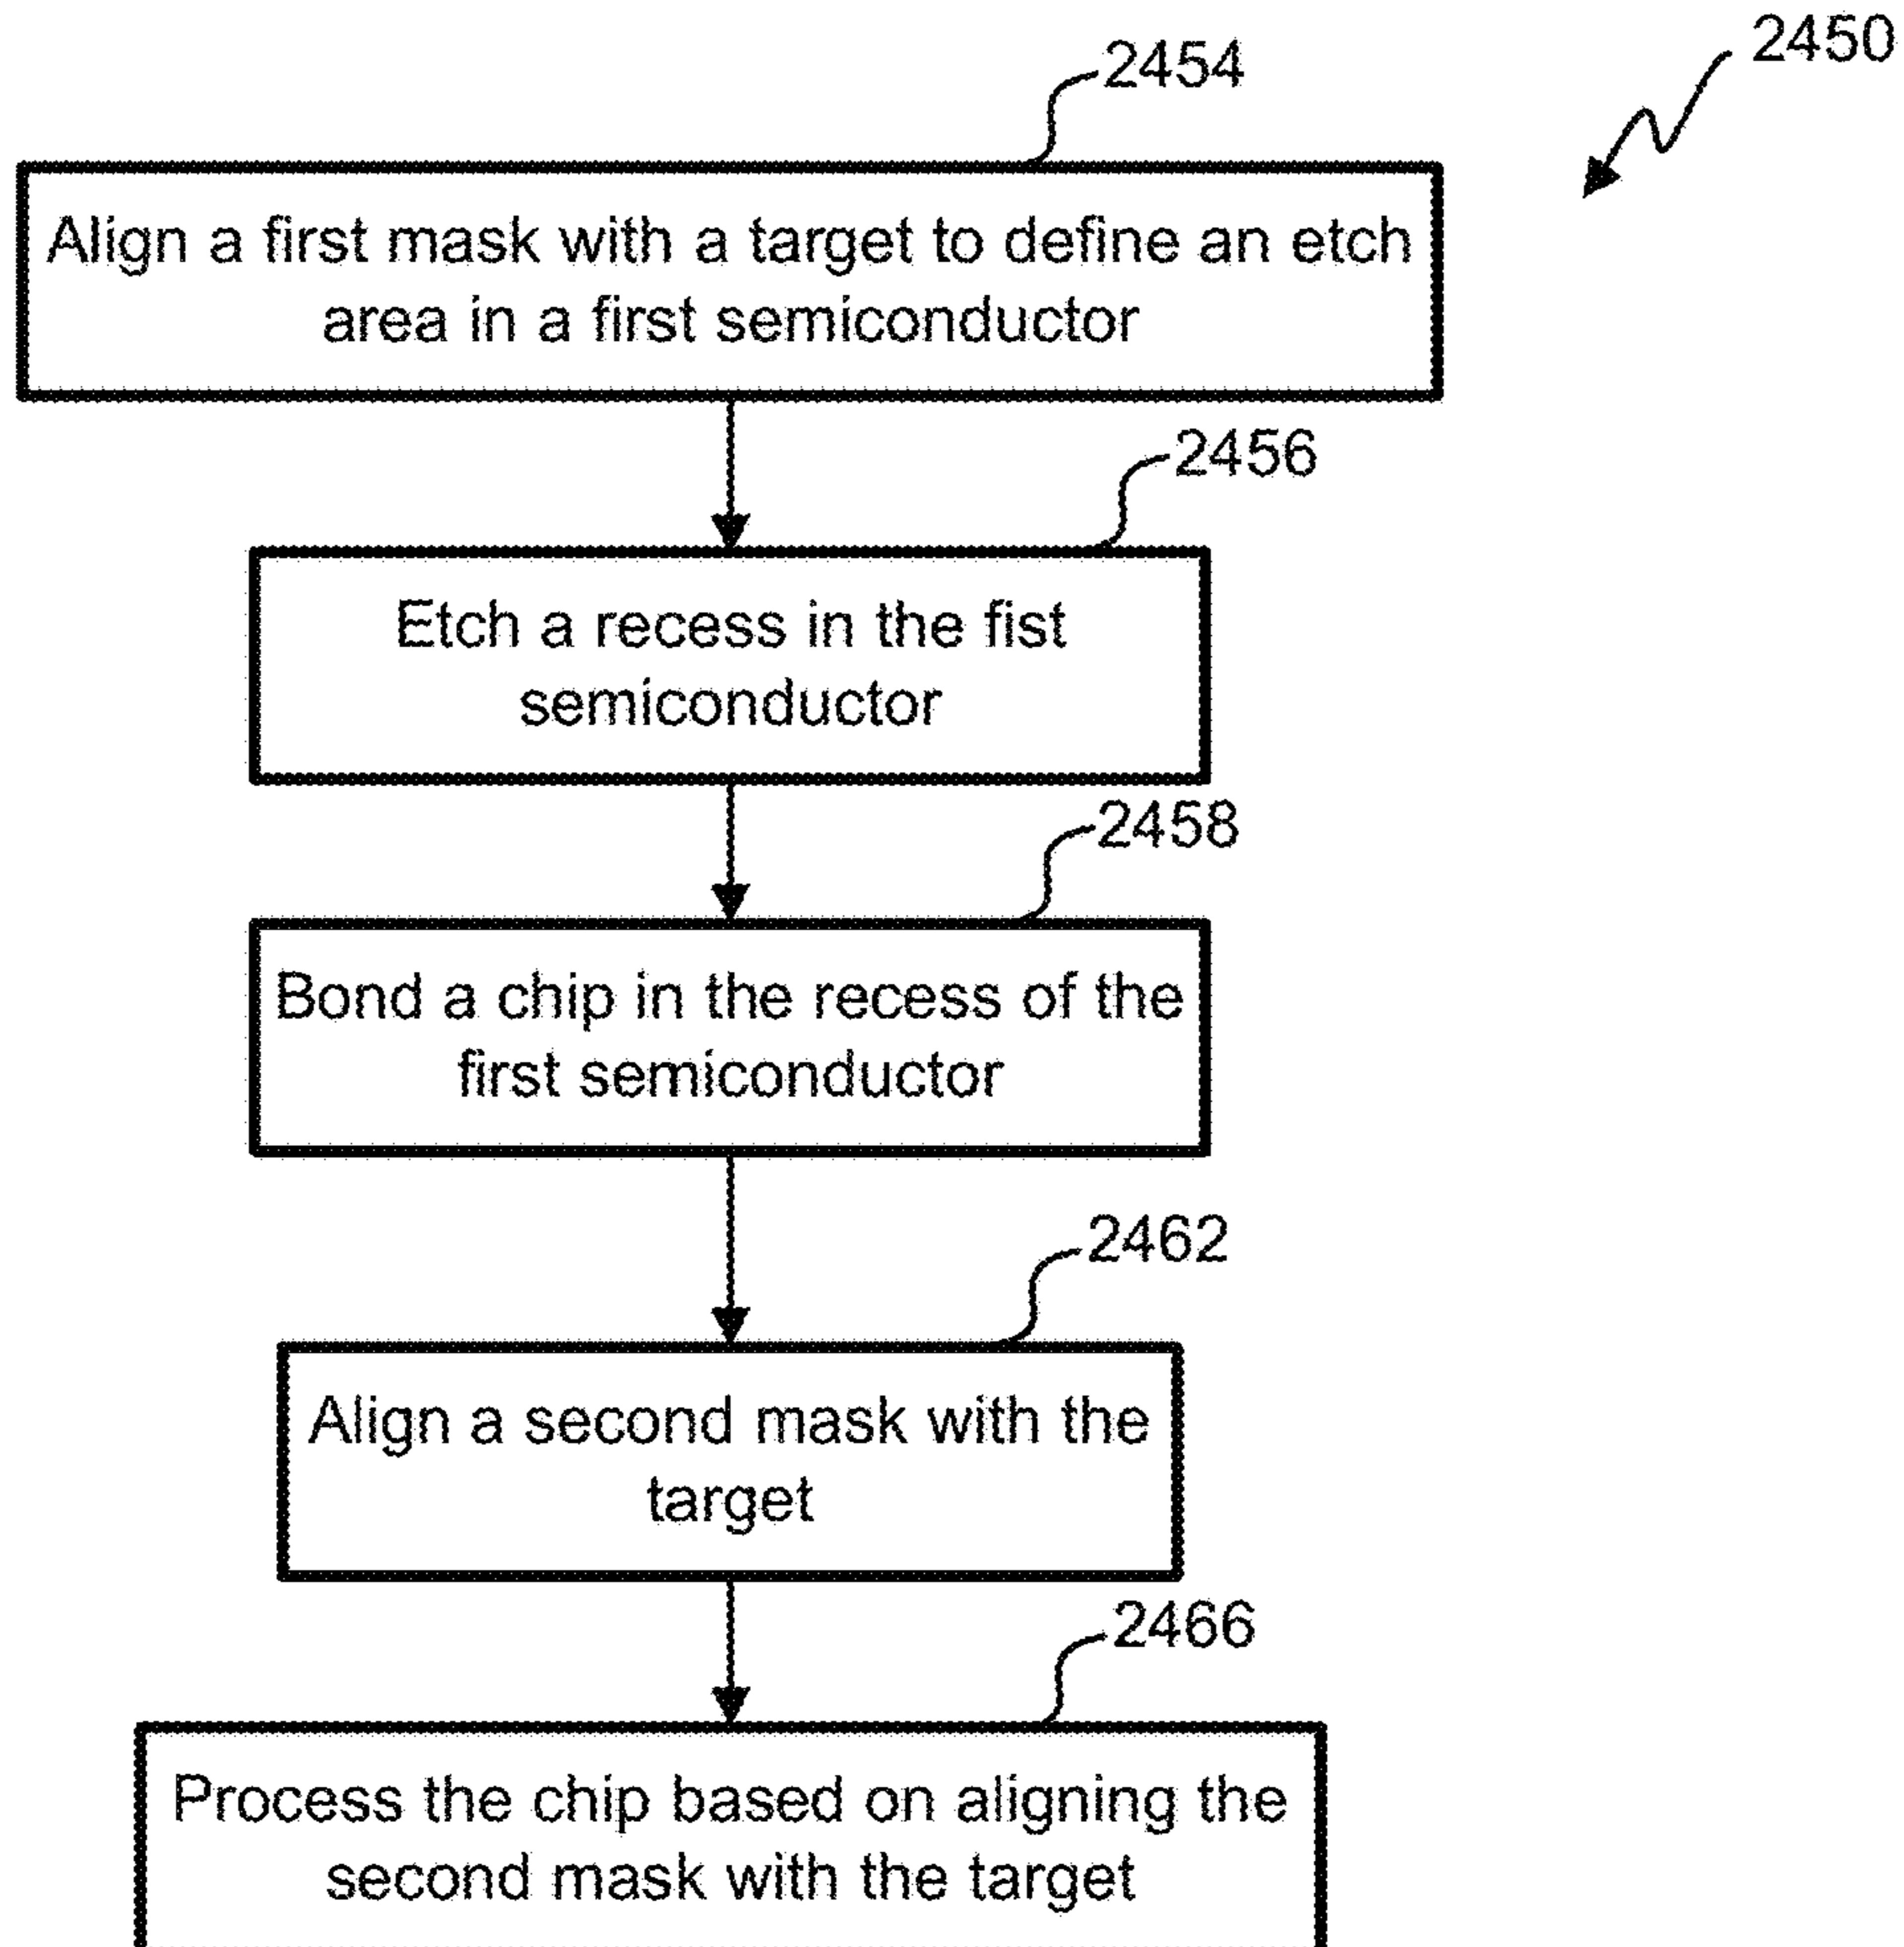 2450
2454
Align a first mask with a target to define an etch
area in a first semiconductor
2456
Etch a recess in the fist
semiconductor
2458
Bond a chip in the recess of the
first semiconductor
2462
Align a second mask with the
target
2466
Process the chip based on aligning the
second mask with the target